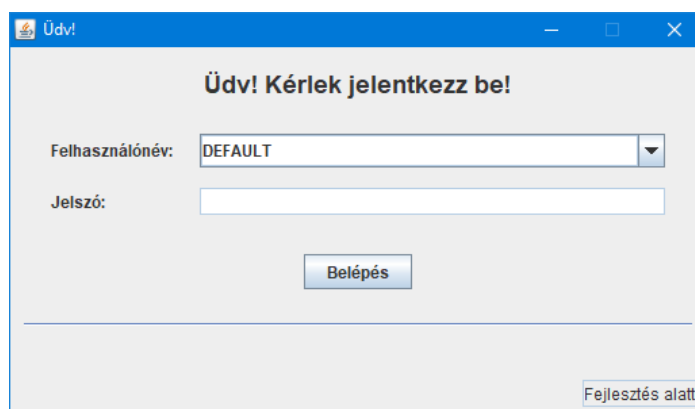 Üdv!
Üdv! Kérlek jelentkezz be!
Felhasználónév: DEFAULT
Jelszó:
Belépés
Fejlesztés alatt